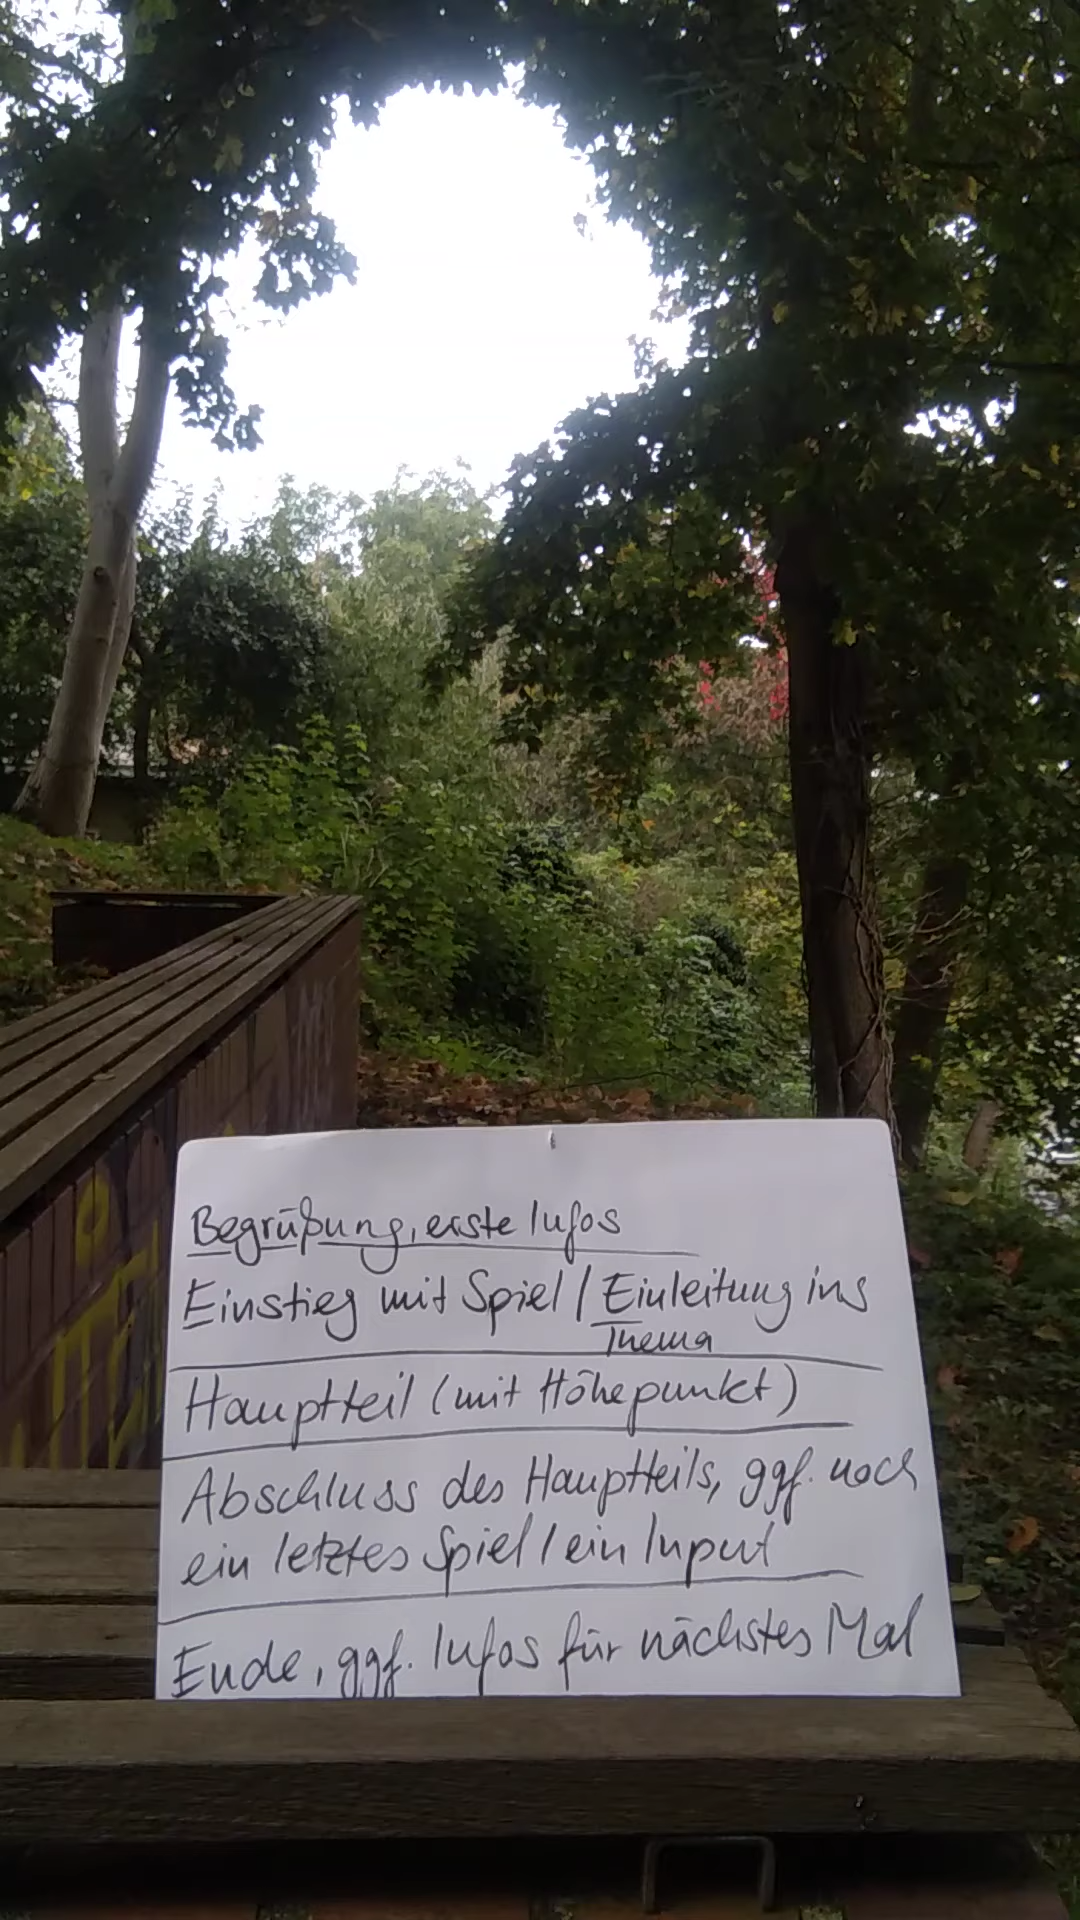 Begrüßung, erste Infos
Einstieg mit Spiel / Einleitung ins
Thema
Hauptteil (mit Höhepunkt)
Abschluss des Hauptteils, ggf. noch
ein letztes Spiel / ein Input
Ende, ggf. Infos für nächstes Mal